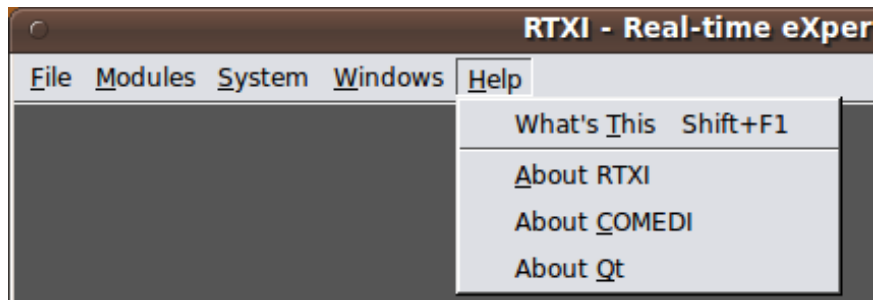 RTXI - Real-time eXper
File Modules System Windows Help
What's This Shift+F1
About RTXI
About COMEDI
About Qt